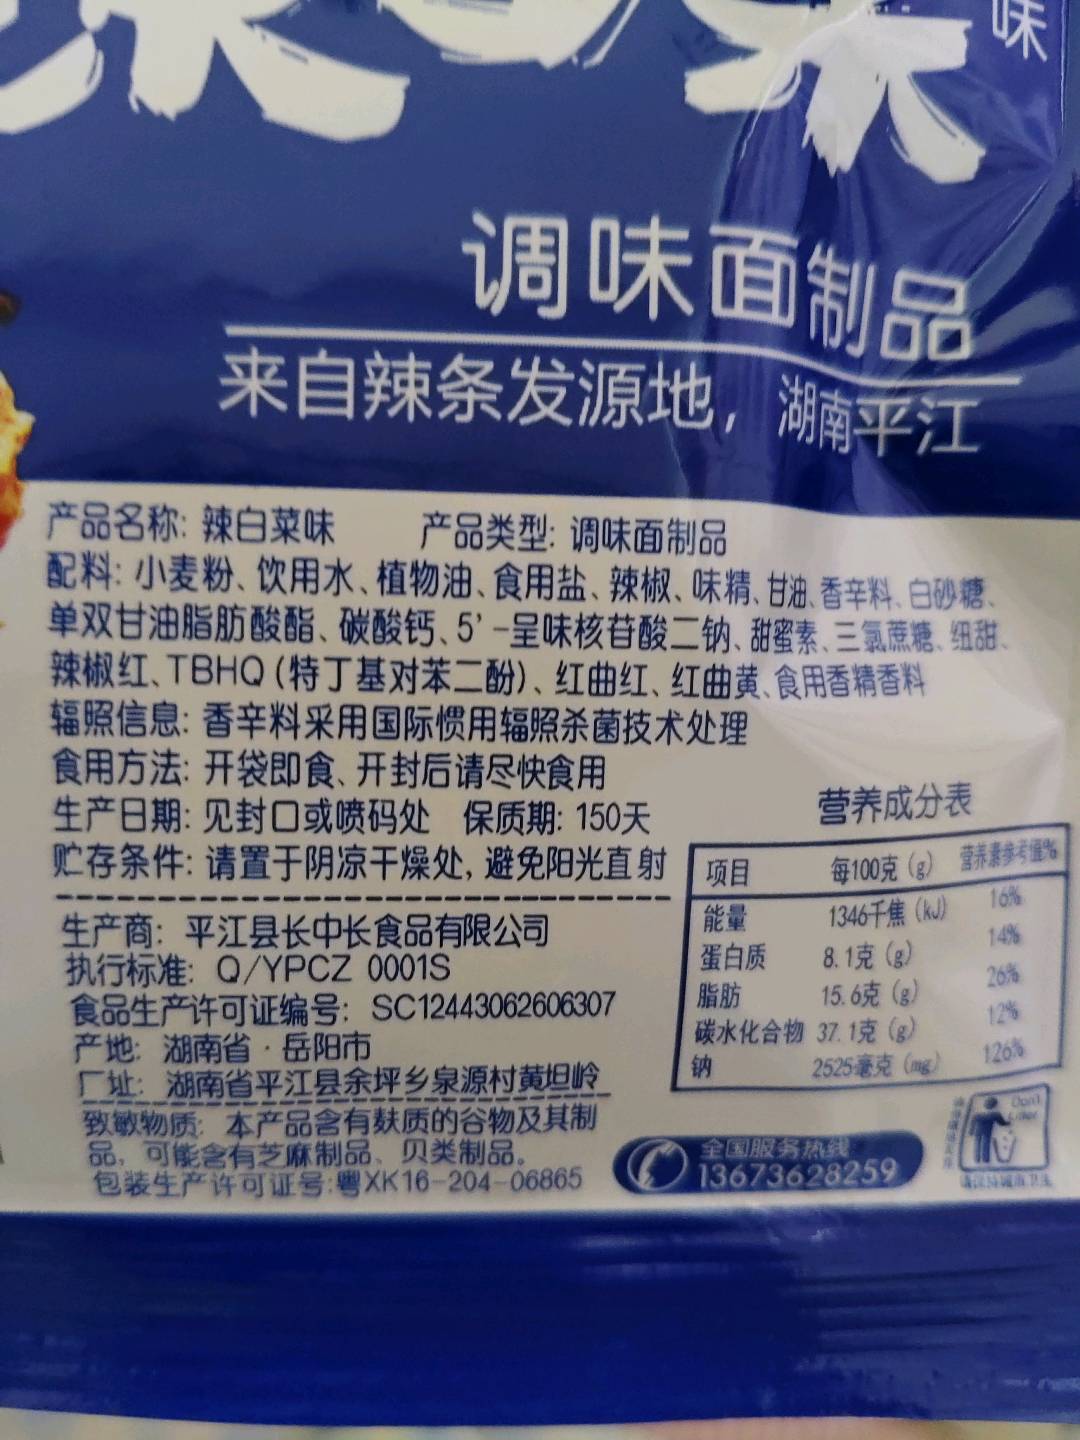 味
调味面制品
来自辣条发源地，湖南平江
产品名称: 辣白菜味 产品类型: 调味面制品
配料: 小麦粉、饮用水、植物油、食用盐、辣椒、味精、甘油、香辛料、白砂糖、
单双甘油脂肪酸酯、碳酸钙、5'-呈味核苷酸二钠、甜蜜素、三氯蔗糖、纽甜、
辣椒红、TBHQ (特丁基对苯二酚)、红曲红、红曲黄、食用香精香料
辐照信息: 香辛料采用国际惯用辐照杀菌技术处理
食用方法: 开袋即食、开封后请尽快食用
生产日期: 见封口或喷码处 保质期: 150天
贮存条件: 请置于阴凉干燥处, 避免阳光直射
营养成分表
项目 每100克 (g) 营养素参考值%
能量 1346千焦 (kJ) 16%
蛋白质 8.1克 (g) 14%
脂肪 15.6克 (g) 26%
碳水化合物 37.1克 (g) 12%
钠 2525毫克 (mg) 126%
生产商: 平江县长中长食品有限公司
执行标准: Q/YPCZ 0001S
食品生产许可证编号: SC12443062606307
产地: 湖南省·岳阳市
厂址: 湖南省平江县余坪乡泉源村黄坦岭
致敏物质: 本产品含有麸质的谷物及其制
品, 可能含有芝麻制品、贝类制品。
包装生产许可证号:粤XK16-204-06865
全国服务热线
13673628259
Don't
Litter